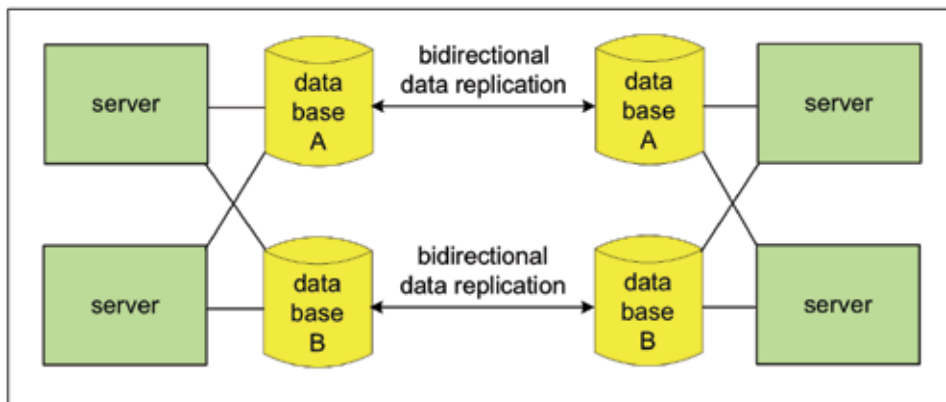 server
data
base
A
bidirectional
data replication
data
base
A
server
server
data
base
B
bidirectional
data replication
data
base
B
server